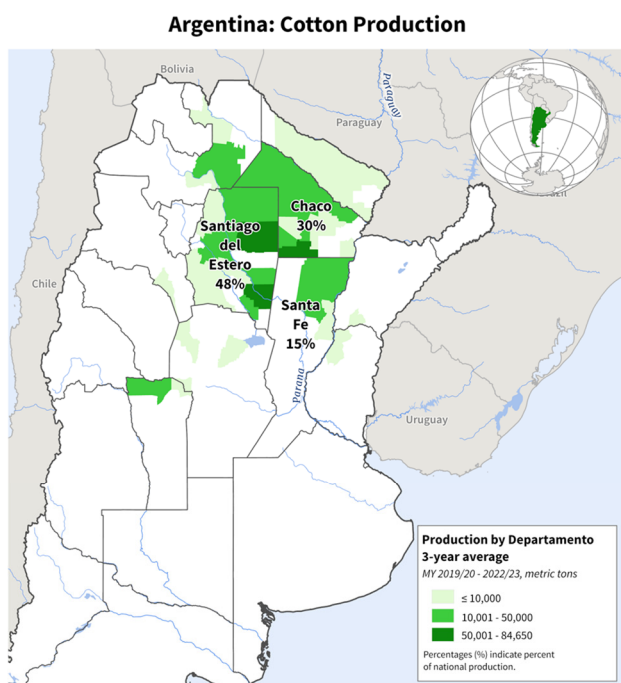 Argentina: Cotton Production
Bolivia
Paraguay
Paraguay
Chaco
30%
Santiago
del
Estero
48%
Chile
Santa
Fe
15%
Parana
Uruguay
Production by Departamento
3-year average
MY 2019/20 - 2022/23, metric tons
≤ 10,000
10,001 - 50,000
50,001 - 84,650
Percentages (%) indicate percent
of national production.